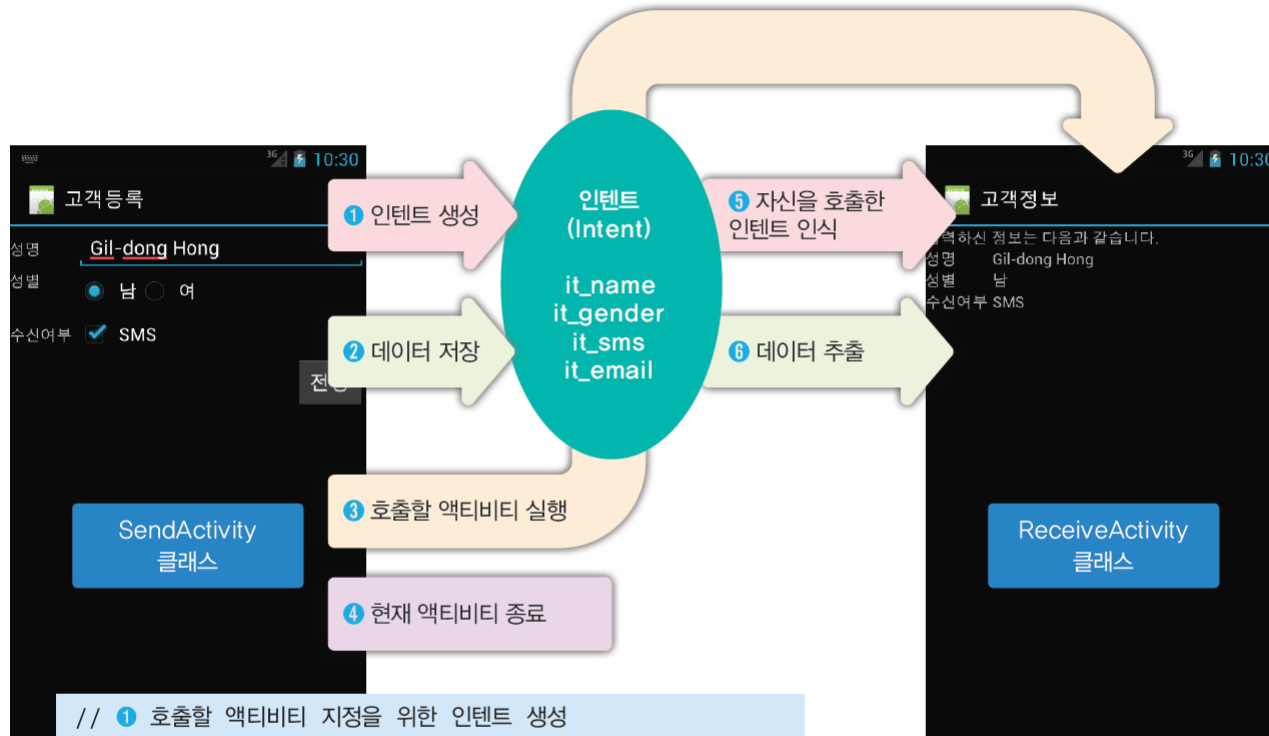 3G 10:30
고객등록
성명 Gil-dong Hong
성별 남 여
수신여부 SMS
SendActivity
클래스
❶ 인텐트 생성
❷ 데이터 저장
❸ 호출할 액티비티 실행
❹ 현재 액티비티 종료
인텐트
(Intent)
it_name
it_gender
it_sms
it_email
❺ 자신을 호출한
인텐트 인식
❻ 데이터 추출
3G 10:30
고객정보
정보는 다음과 같습니다.
성명 Gil-dong Hong
성별 남
수신여부 SMS
ReceiveActivity
클래스
// ❶ 호출할 액티비티 지정을 위한 인텐트 생성